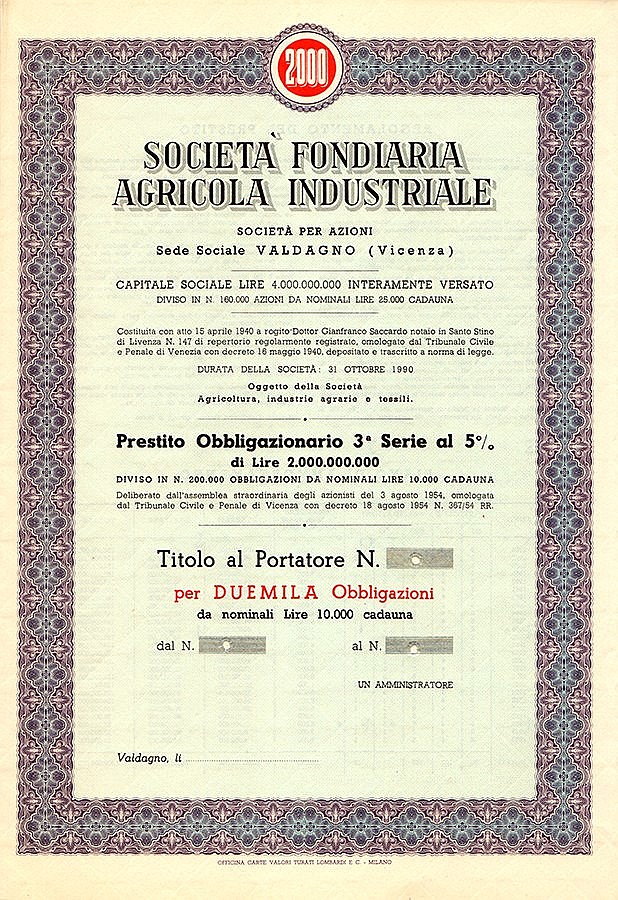 2000
SOCIETÀ FONDIARIA
AGRICOLA INDUSTRIALE
SOCIETÀ PER AZIONI
Sede Sociale VALDAGNO (Vicenza)
CAPITALE SOCIALE LIRE 4.000.000.000 INTERAMENTE VERSATO
DIVISO IN N. 160.000 AZIONI DA NOMINALI LIRE 25.000 CADAUNA
Costituita con atto 15 aprile 1940 a rogito Dottor Gianfranco Saccardo notaio in Santo Stino
di Livenza N. 147 di repertorio regolarmente registrato, omologato dal Tribunale Civile
e Penale di Venezia con decreto 16 maggio 1940, depositato e trascritto a norma di legge.
DURATA DELLA SOCIETÀ: 31 OTTOBRE 1990
Oggetto della Società
Agricoltura, industrie agrarie e tessili.
Prestito Obbligazionario 3ª Serie al 5%
di Lire 2.000.000.000
DIVISO IN N. 200.000 OBBLIGAZIONI DA NOMINALI LIRE 10.000 CADAUNA
Deliberato dall'assemblea straordinaria degli azionisti del 3 agosto 1954, omologata
dal Tribunale Civile e Penale di Vicenza con decreto 18 agosto 1954 N. 367/54 RR.
Titolo al Portatore N.
per DUEMILA Obbligazioni
da nominali Lire 10.000 cadauna
dal N. al N.
UN AMMINISTRATORE
Valdagno, li
OFFICINA CARTE VALORI TURATI LOMBARDI E C. - MILANO